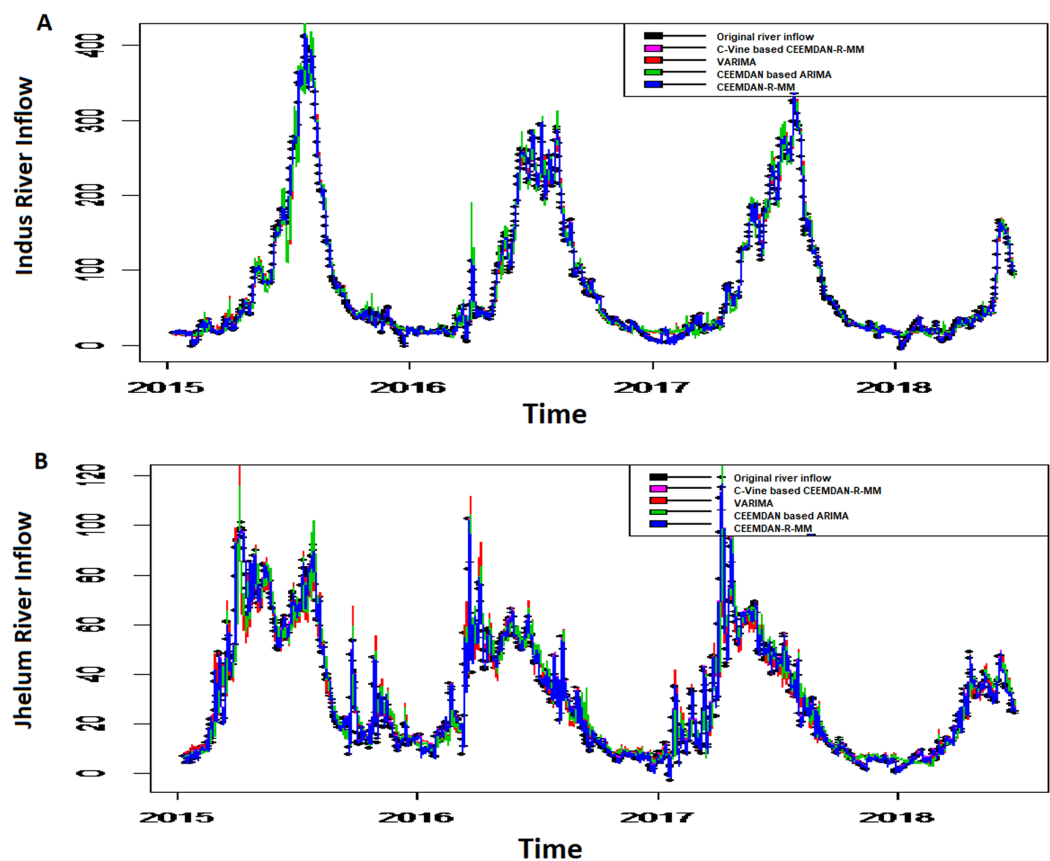 A
Indus River Inflow
400
300
200
100
0
Original river inflow
C-Vine based CEEMDAN-R-MM
VARIMA
CEEMDAN based ARIMA
CEEMDAN-R-MM
2015 2016 2017 2018
Time
B
Jhelum River Inflow
120
100
80
60
40
20
0
Original river inflow
C-Vine based CEEMDAN-R-MM
VARIMA
CEEMDAN based ARIMA
CEEMDAN-R-MM
2015 2016 2017 2018
Time